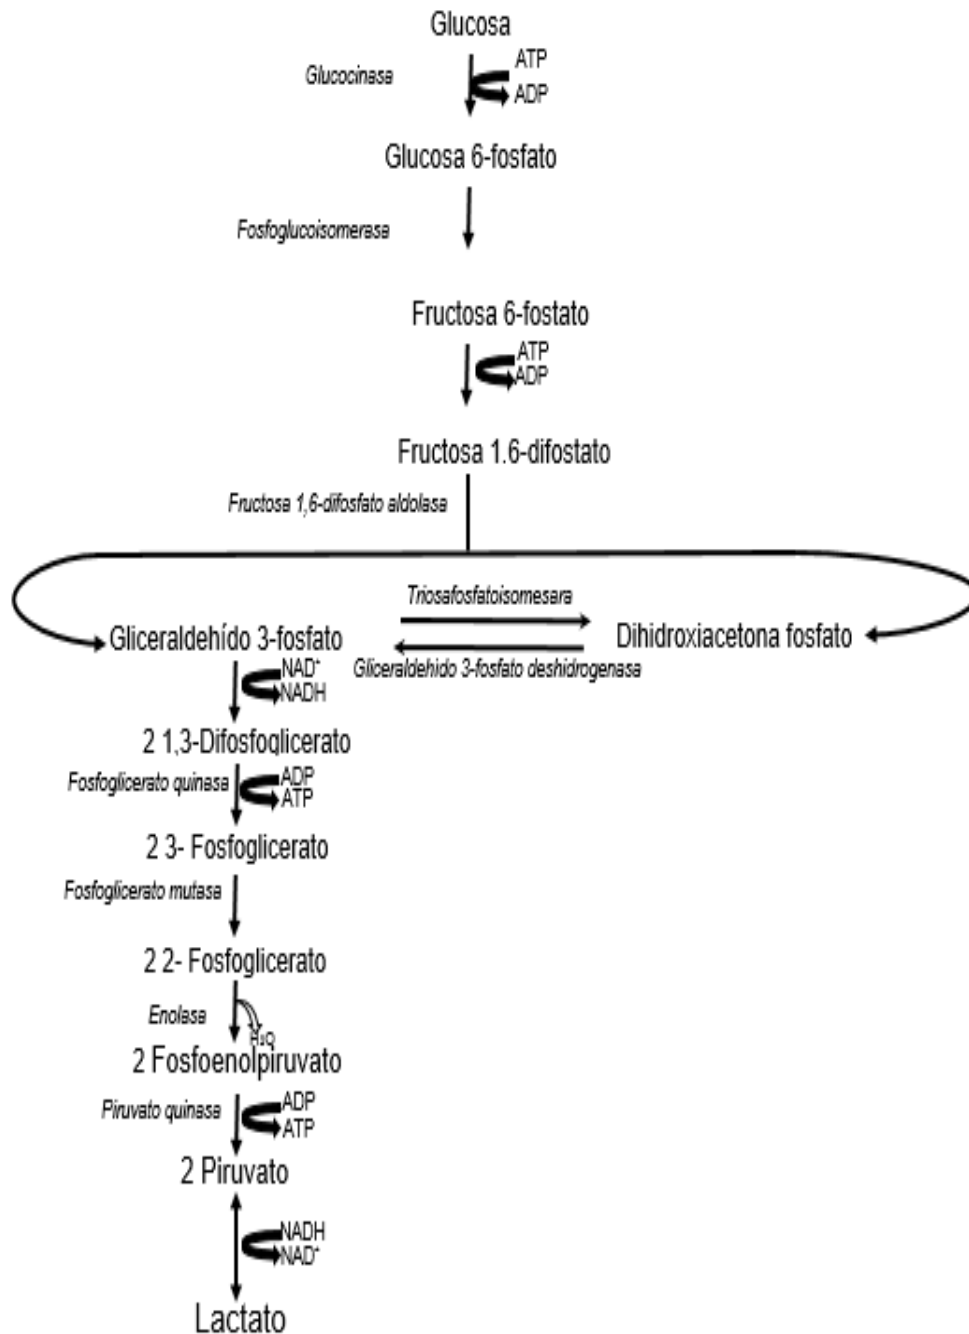 Glucosa
ATP
Glucocinasa
ADP
Glucosa 6-fosfato
Fosfoglucoisomerasa
Fructosa 6-fostato
ATP
ADP
Fructosa 1.6-difostato
Fructosa 1,6-difosfato aldolasa
Triosafosfatoisomesara
Gliceraldehído 3-fosfato
Dihidroxiacetona fosfato
Gliceraldehido 3-fosfato deshidrogenasa
NAD+
NADH
2 1,3-Difosfoglicerato
Fosfoglicerato quinasa
ADP
ATP
2 3- Fosfoglicerato
Fosfoglicerato mutasa
2 2- Fosfoglicerato
Enolasa
H₂O
2 Fosfoenolpiruvato
Piruvato quinasa
ADP
ATP
2 Piruvato
NADH
NAD+
Lactato